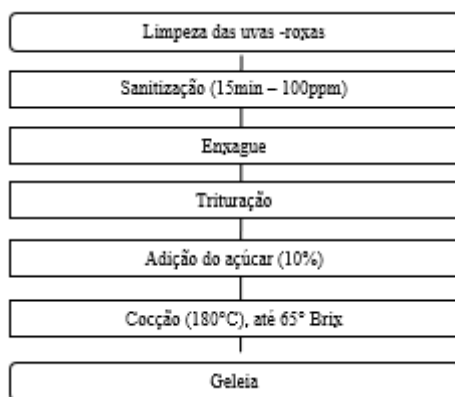 Limpeza das uvas -roxas
Sanitização (15min – 100ppm)
Enxague
Trituração
Adição do açúcar (10%)
Cocção (180°C), até 65° Brix
Geleia